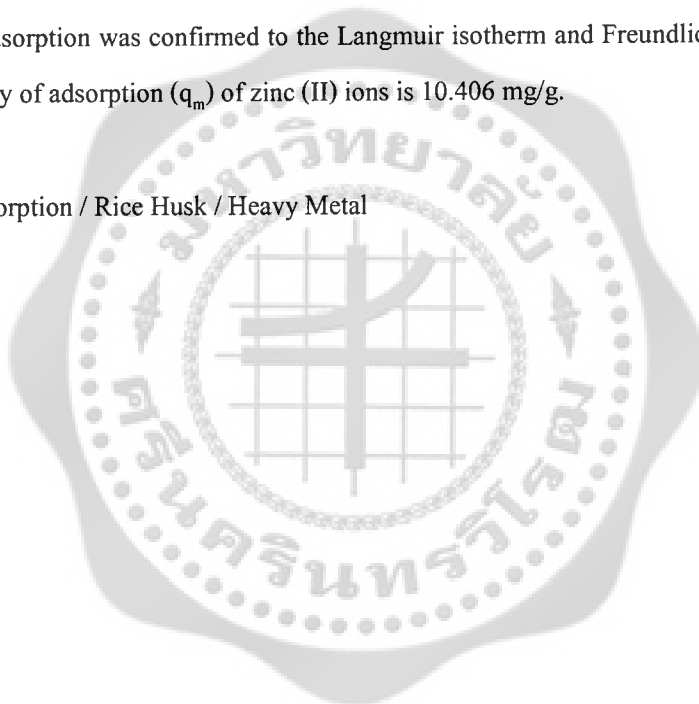 sorption was confirmed to the Langmuir isotherm and Freundlic
y of adsorption (qm) of zinc (II) ions is 10.406 mg/g.
orption / Rice Husk / Heavy Metal
มหาวิทยาลัย
ศรีนครินทรวิโรฒ